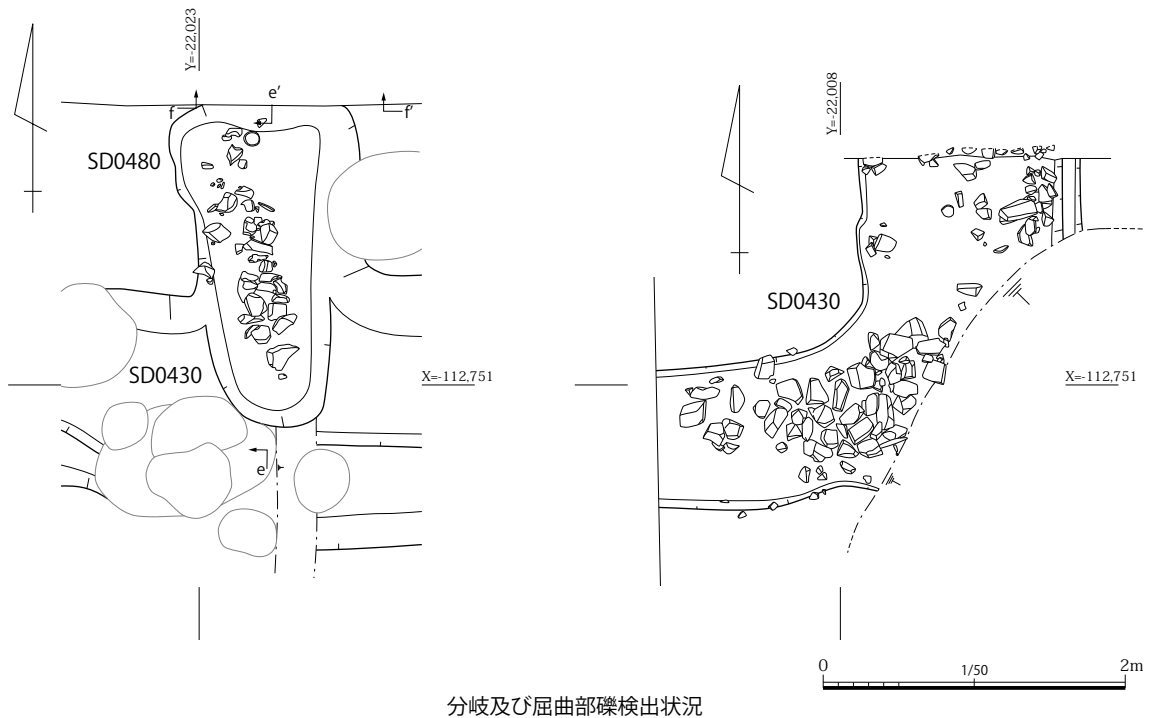 Y=-22,023
e′
f
f′
SD0480
SD0430
X=-112,751
e
Y=-22,008
SD0430
X=-112,751
0
1/50
2m
分岐及び屈曲部礫検出状況